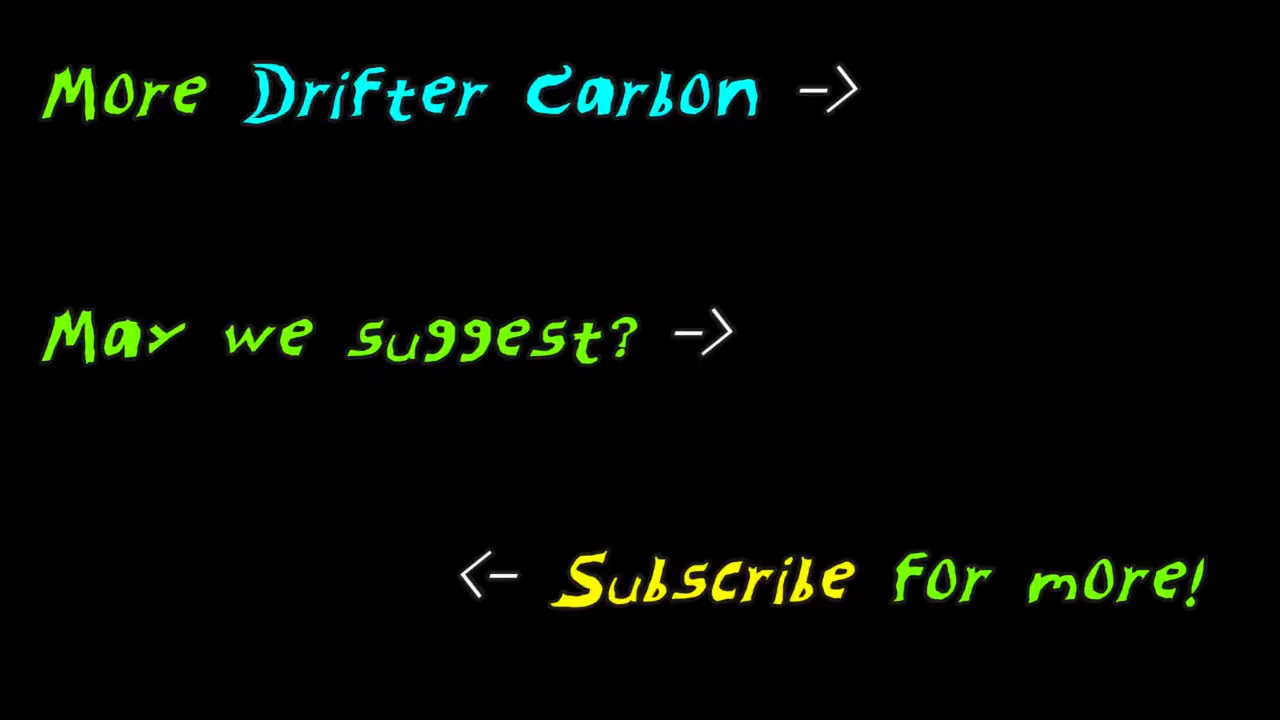 More Drifter Carbon ->
May we suggest? ->
<- Subscribe for more!